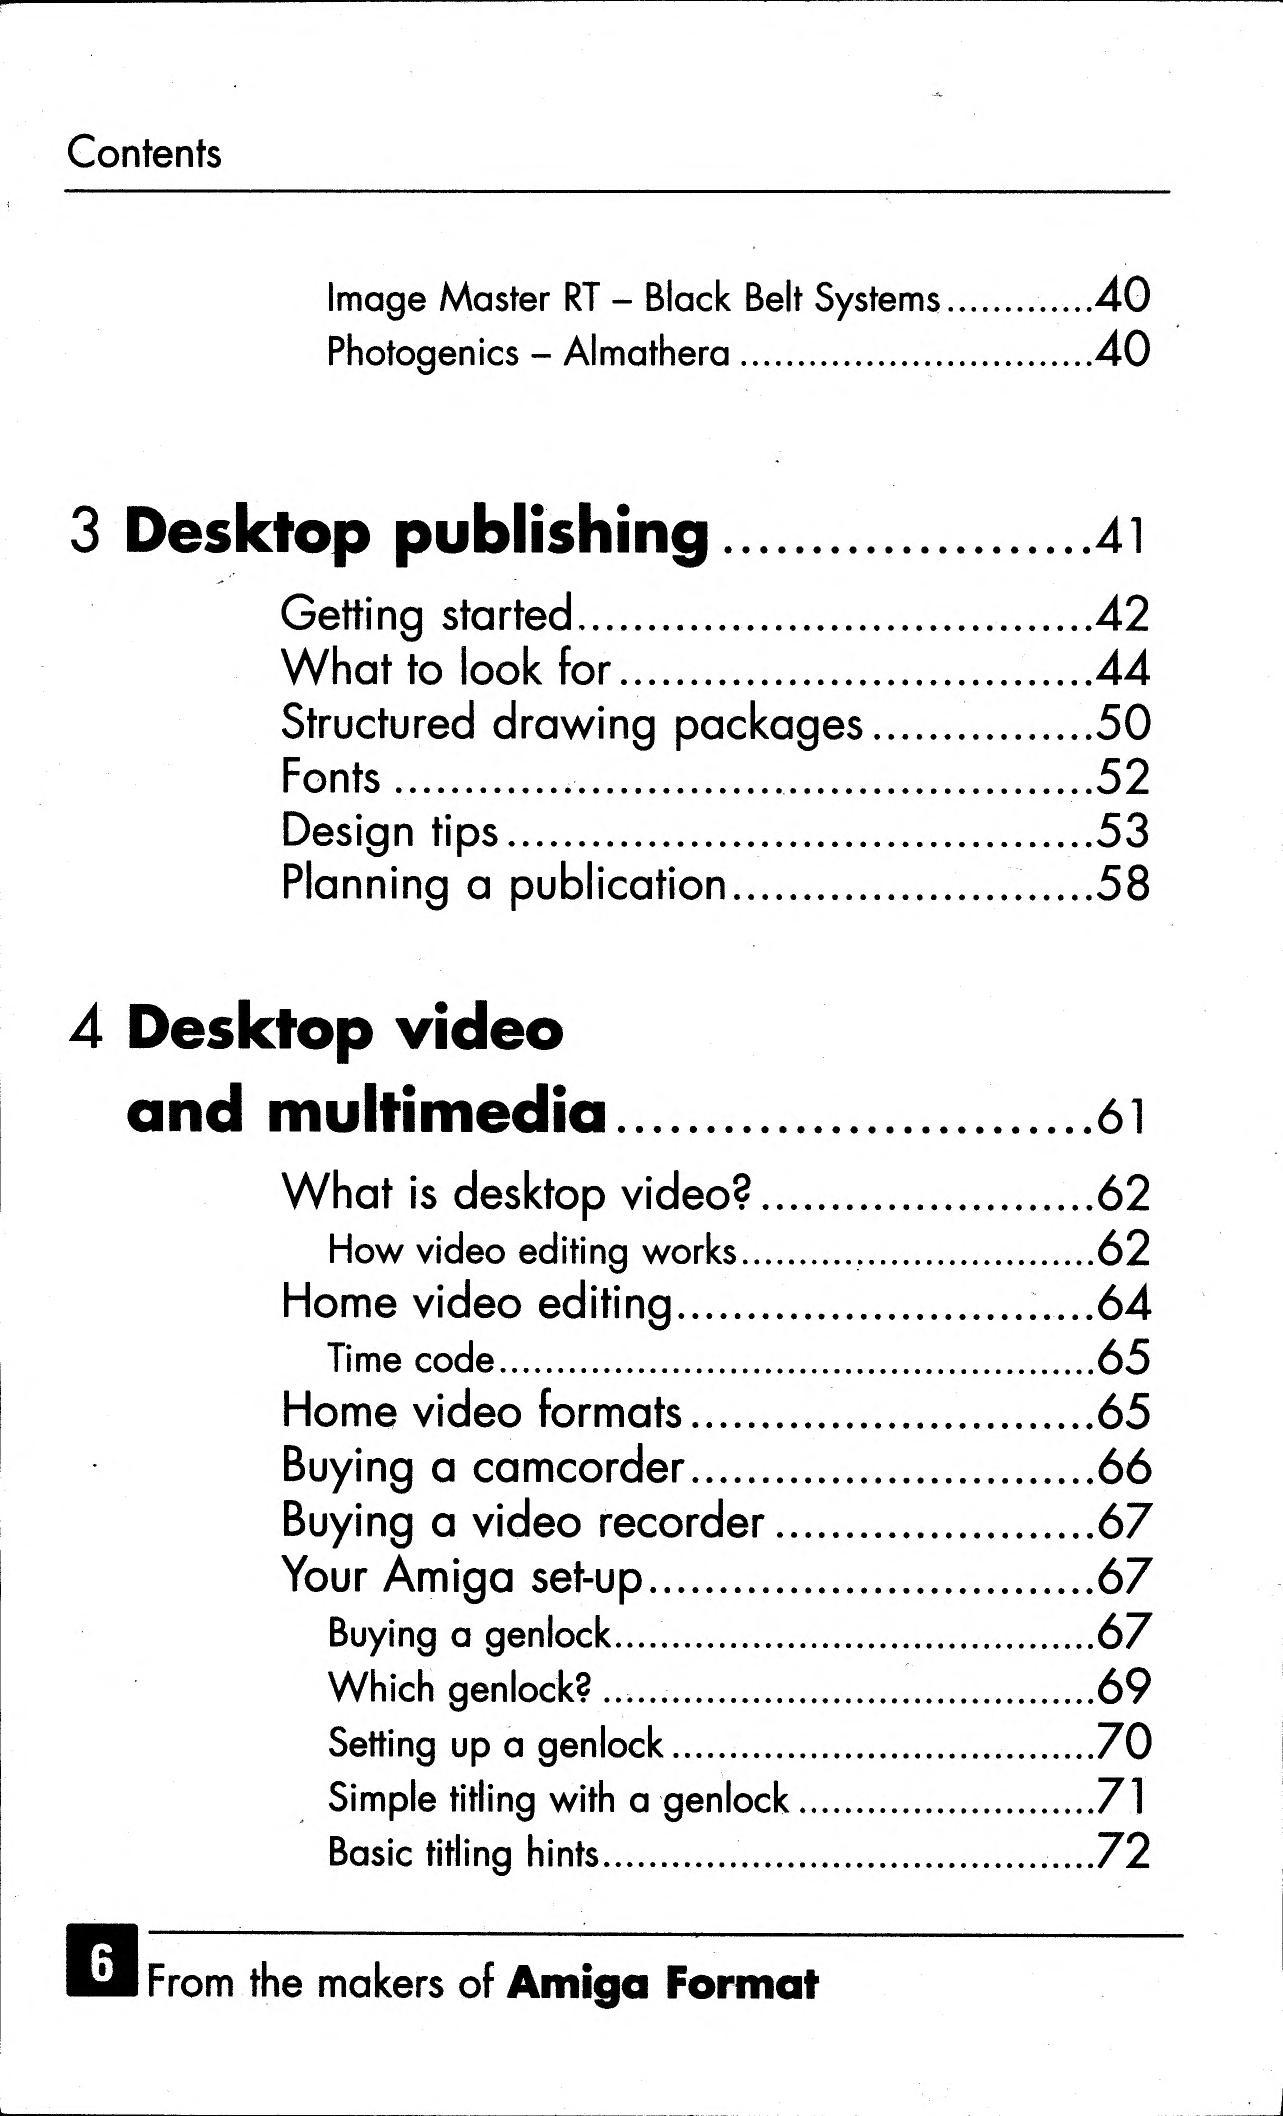 Contents
Image Master RT – Black Belt Systems.............40
Photogenics – Almathera ...............................40
3 Desktop publishing ......................41
Getting started......................................42
What to look for...................................44
Structured drawing packages ................50
Fonts ....................................................52
Design tips...........................................53
Planning a publication...........................58
4 Desktop video
and multimedia............................61
What is desktop video?.........................62
How video editing works...............................62
Home video editing...............................64
Time code....................................................65
Home video formats ..............................65
Buying a camcorder..............................66
Buying a video recorder ........................67
Your Amiga set-up.................................67
Buying a genlock..........................................67
Which genlock? ...........................................69
Setting up a genlock .....................................70
Simple titling with a genlock ..........................71
Basic titling hints...........................................72
6 From the makers of Amiga Format